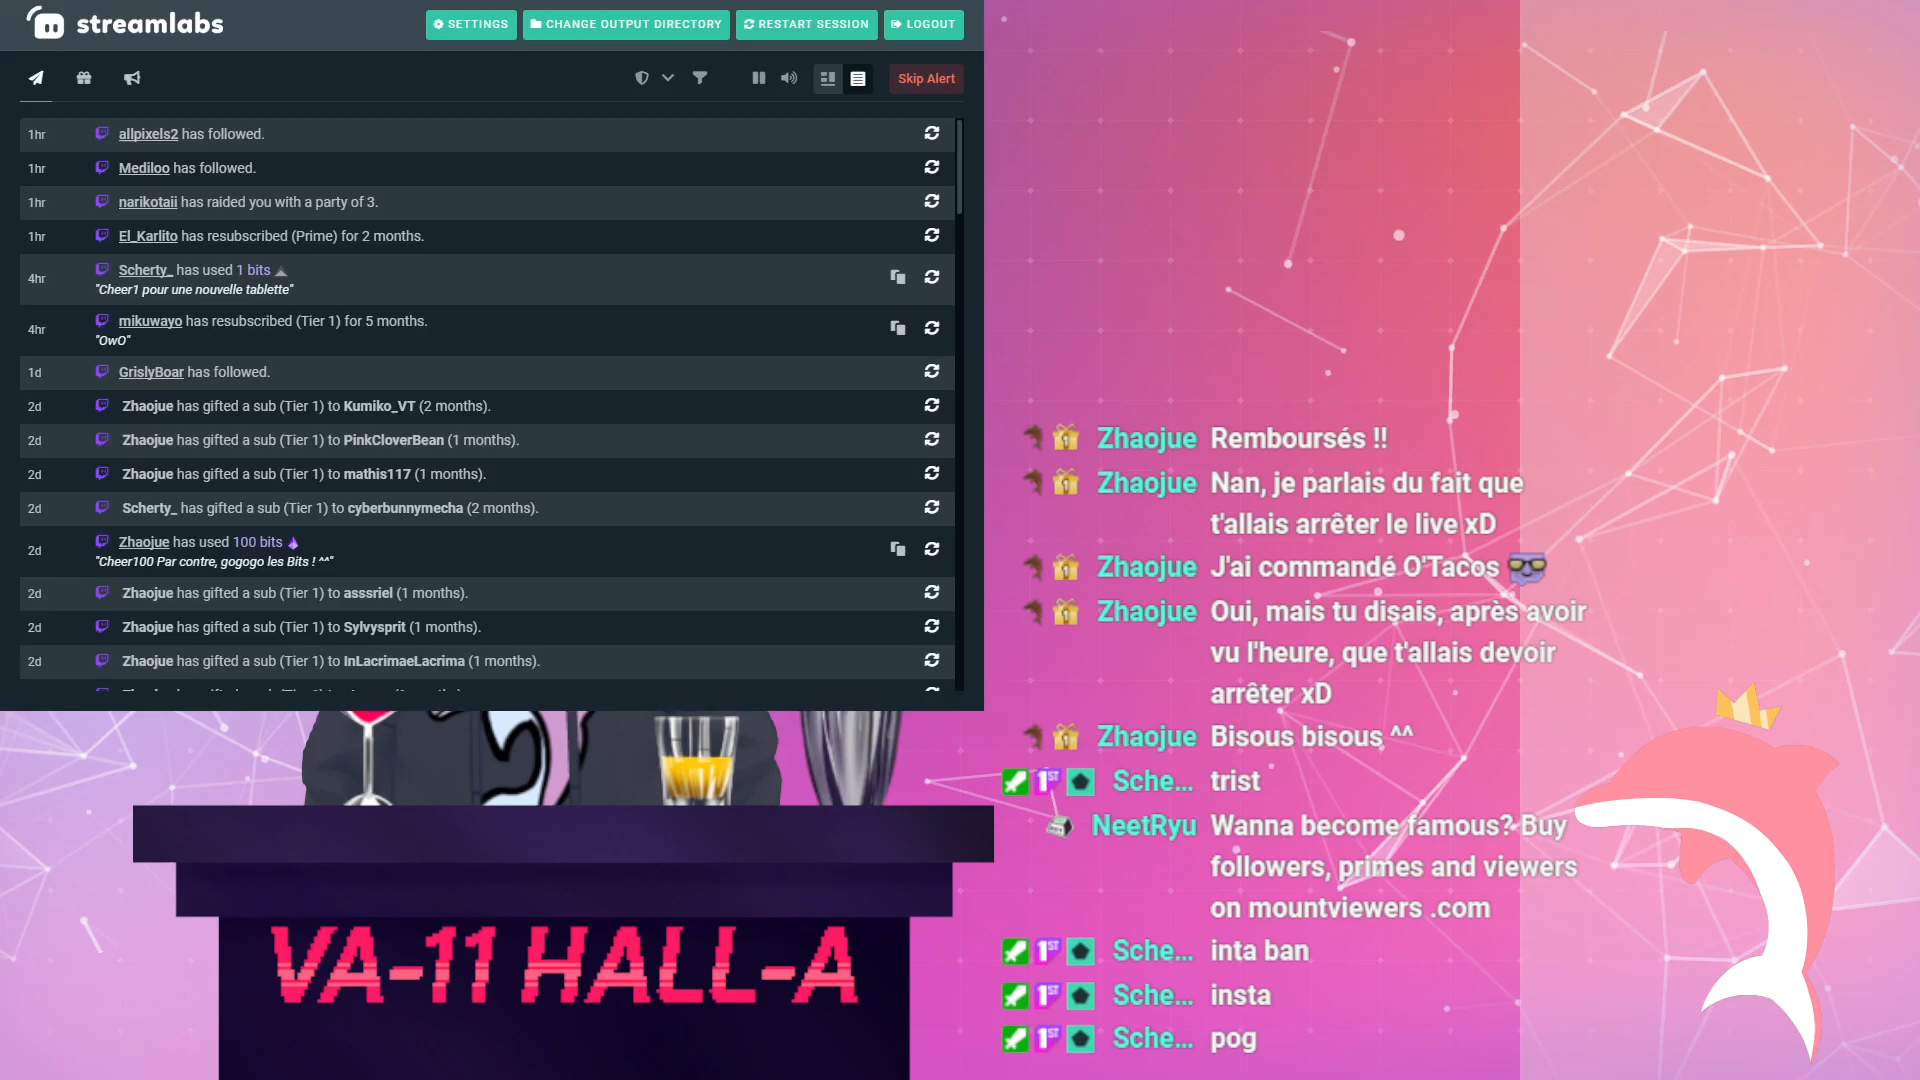 streamlabs
SETTINGS
CHANGE OUTPUT DIRECTORY
RESTART SESSION
LOGOUT
Skip Alert
1hr allpixels2 has followed.
1hr Mediloo has followed.
1hr narikotaii has raided you with a party of 3.
1hr El_Karlito has resubscribed (Prime) for 2 months.
4hr Scherty_ has used 1 bits
"Cheer1 pour une nouvelle tablette"
4hr mikuwayo has resubscribed (Tier 1) for 5 months.
"OwO"
1d GrislyBoar has followed.
2d Zhaojue has gifted a sub (Tier 1) to Kumiko_VT (2 months).
2d Zhaojue has gifted a sub (Tier 1) to PinkCloverBean (1 months).
2d Zhaojue has gifted a sub (Tier 1) to mathis117 (1 months).
2d Scherty_ has gifted a sub (Tier 1) to cyberbunnymecha (2 months).
2d Zhaojue has used 100 bits
"Cheer100 Par contre, gogogo les Bits ! ^^"
2d Zhaojue has gifted a sub (Tier 1) to asssriel (1 months).
2d Zhaojue has gifted a sub (Tier 1) to Sylvysprit (1 months).
2d Zhaojue has gifted a sub (Tier 1) to InLacrimaeLacrima (1 months).
Zhaojue Remboursés !!
Zhaojue Nan, je parlais du fait que
t'allais arrêter le live xD
Zhaojue J'ai commandé O'Tacos
Zhaojue Oui, mais tu disais, après avoir
vu l'heure, que t'allais devoir
arrêter xD
Zhaojue Bisous bisous ^^
1ST Sche... trist
NeetRyu Wanna become famous? Buy
followers, primes and viewers
on mountviewers .com
1ST Sche... inta ban
1ST Sche... insta
1ST Sche... pog
VA-11 HALL-A